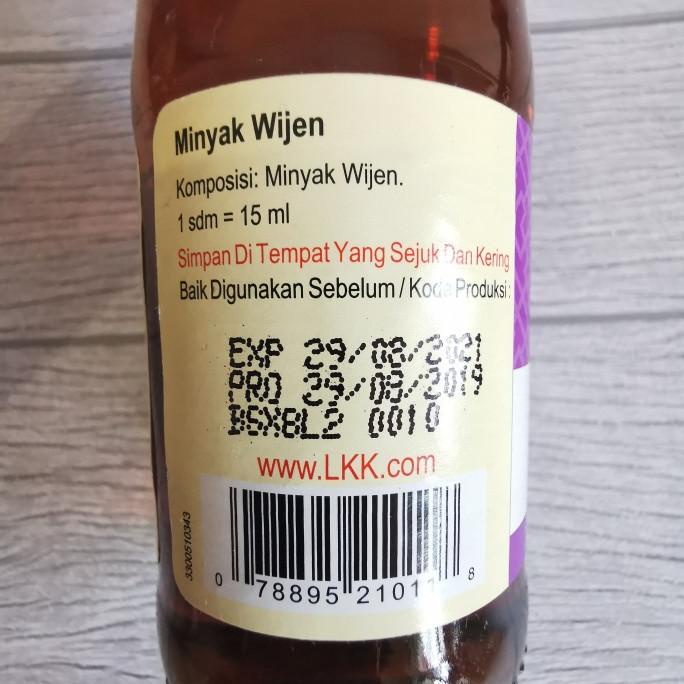 Minyak Wijen
Komposisi: Minyak Wijen.
1 sdm = 15 ml
Simpan Di Tempat Yang Sejuk Dan Kering
Baik Digunakan Sebelum / Kode Produksi :
EXP 29/08/2021
PRO 29/08/2019
BSXBL2 0010
www.LKK.com
3300510343
0 78895 21011 8